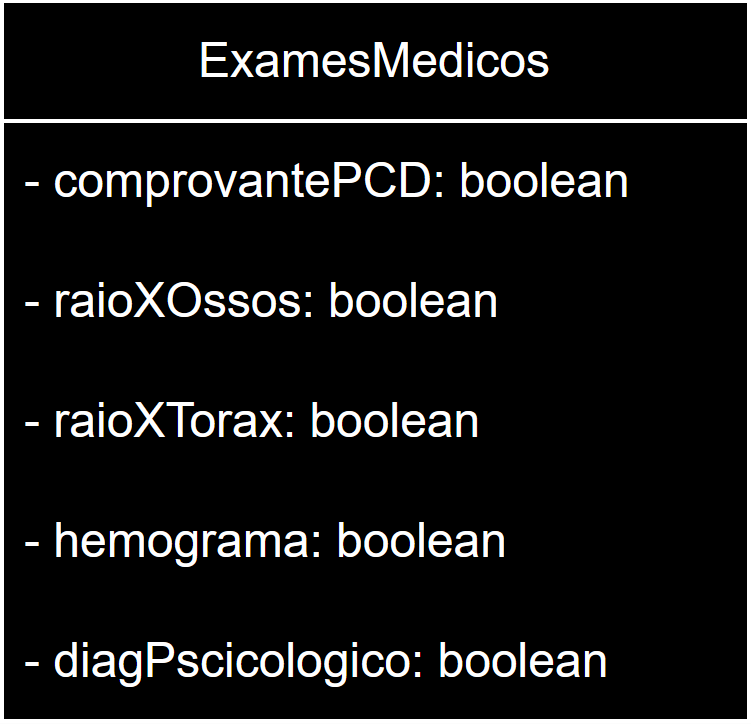 ExamesMedicos
- comprovantePCD: boolean
- raioXOssos: boolean
- raioXTorax: boolean
- hemograma: boolean
- diagPscicologico: boolean